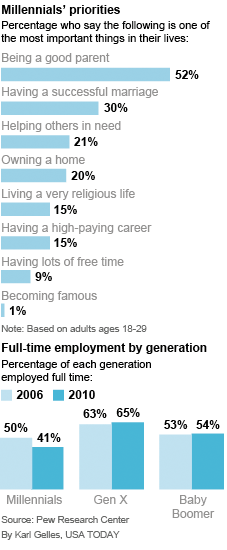 Millennials' priorities
Percentage who say the following is one of
the most important things in their lives:
Being a good parent
52%
Having a successful marriage
30%
Helping others in need
21%
Owning a home
20%
Living a very religious life
15%
Having a high-paying career
15%
Having lots of free time
9%
Becoming famous
1%
Note: Based on adults ages 18-29
Full-time employment by generation
Percentage of each generation
employed full time:
2006 2010
50% 41% 63% 65% 53% 54%
Millennials Gen X Baby
Boomer
Source: Pew Research Center
By Karl Gelles, USA TODAY